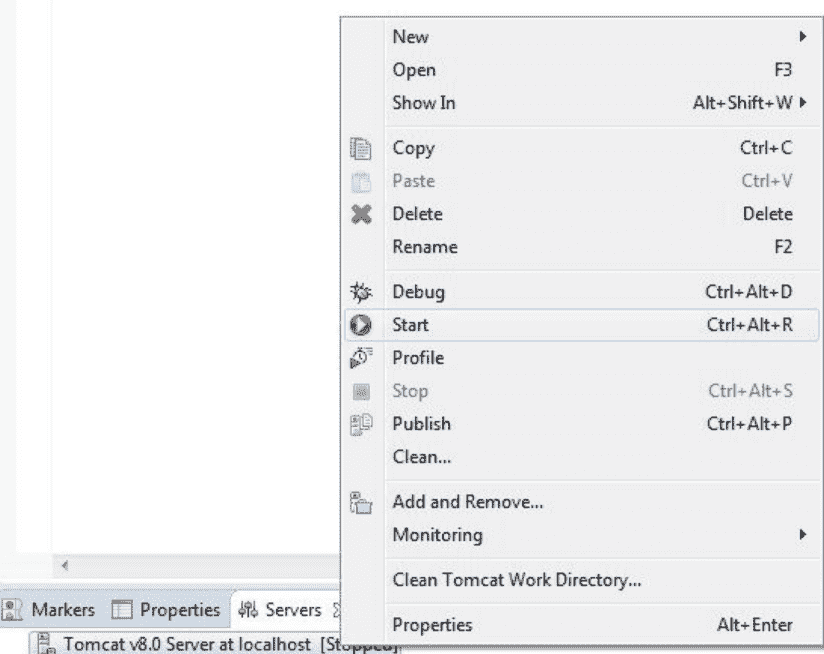 New
Open F3
Show In Alt+Shift+W
Copy Ctrl+C
Paste Ctrl+V
Delete Delete
Rename F2
Debug Ctrl+Alt+D
Start Ctrl+Alt+R
Profile
Stop Ctrl+Alt+S
Publish Ctrl+Alt+P
Clean...
Add and Remove...
Monitoring
Clean Tomcat Work Directory...
Properties Alt+Enter
Markers Properties Servers
Tomcat v8.0 Server at localhost [Stopped]